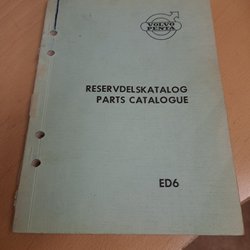 VOLVO
PENTA
RESERVDELSKATALOG
PARTS CATALOGUE
ED6